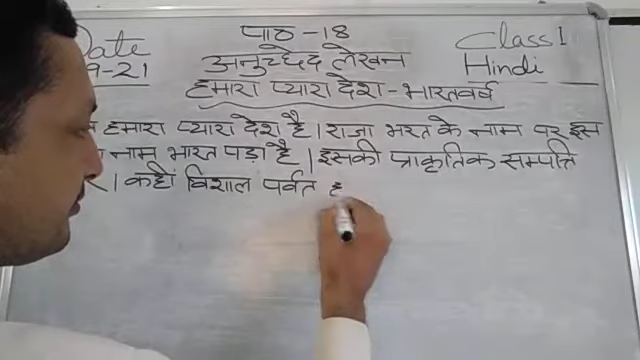 Date पाठ -18 Class 1
9-21 अनुच्छेद लेखन Hindi
हमारा प्यारा देश - भारतवर्ष
हमारा प्यारा देश है। राजा भरत के नाम पर इस
नाम भारत पड़ा है। इसकी प्राकृतिक सम्पत्ति
। कहीं विशाल पर्वत ह